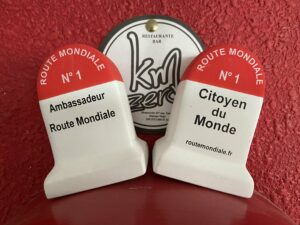 RESTAURANTE
BAR
km
zero
ROUTE MONDIALE
N° 1
Ambassadeur
Route Mondiale
ROUTE MONDIALE
N° 1
Citoyen
du
Monde
routemondiale.fr